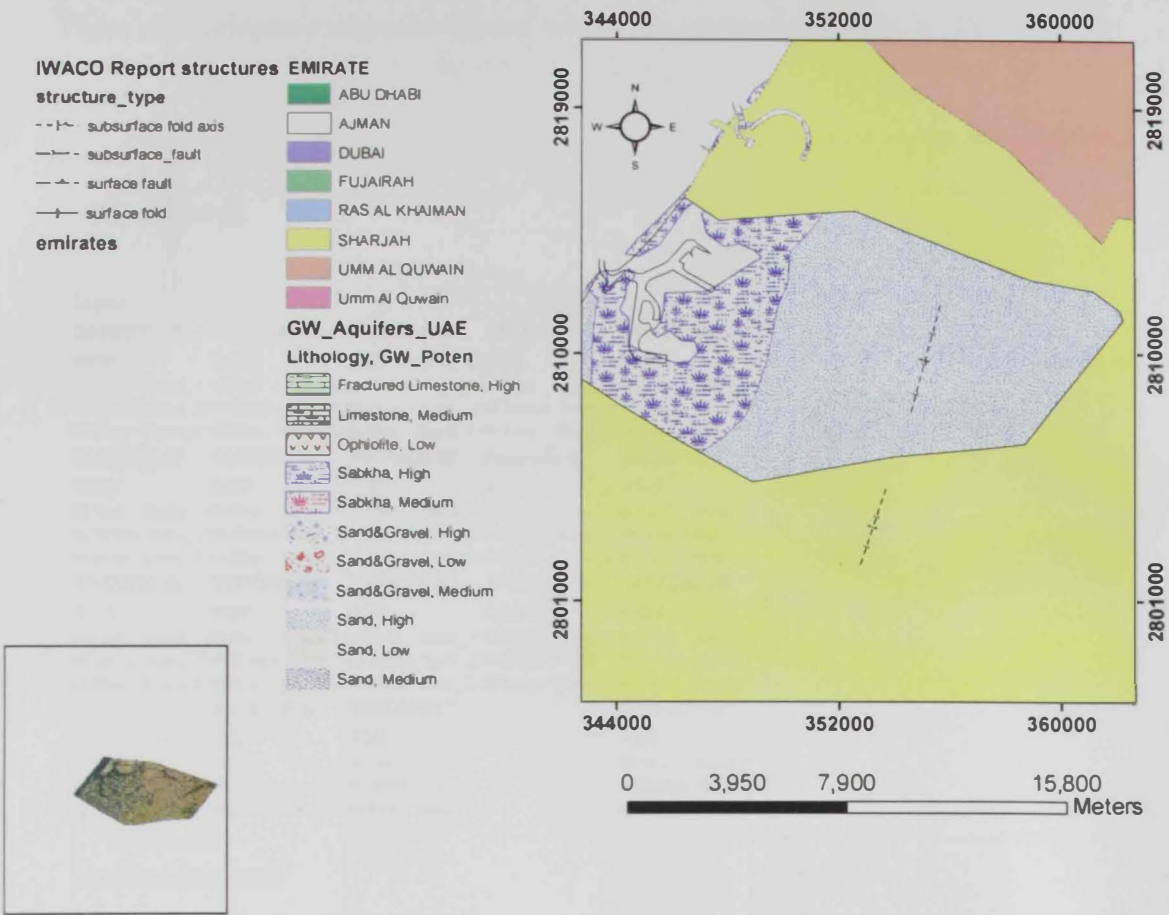 IWACO Report structures
structure_type
subsurface fold axis
subsurface_fault
surface fault
surface fold
emirates
EMIRATE
ABU DHABI
AJMAN
DUBAI
FUJAIRAH
RAS AL KHAIMAN
SHARJAH
UMM AL QUWAIN
Umm Al Quwain
GW_Aquifers_UAE
Lithology, GW_Poten
Fractured Limestone, High
Limestone, Medium
Ophiolite, Low
Sabkha, High
Sabkha, Medium
Sand&Gravel, High
Sand&Gravel, Low
Sand&Gravel, Medium
Sand, High
Sand, Low
Sand, Medium
344000 352000 360000
2819000 2819000
N
W E
S
2810000 2810000
2801000 2801000
344000 352000 360000
0 3,950 7,900 15,800
Meters